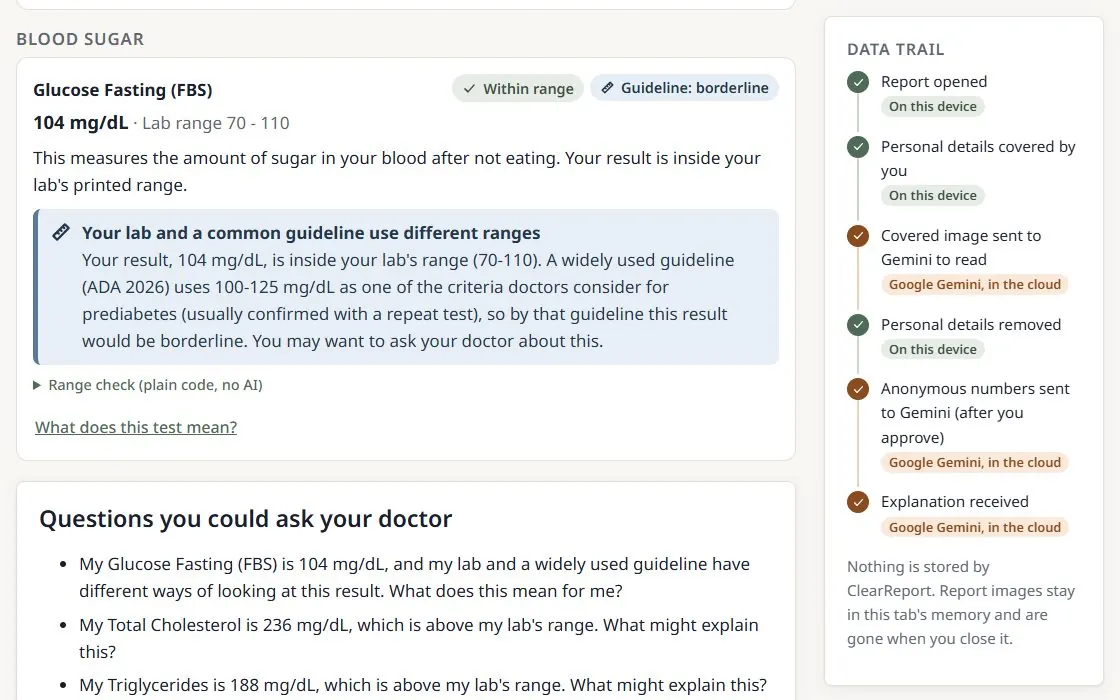 BLOOD SUGAR
Glucose Fasting (FBS)
Within range
Guideline: borderline
104 mg/dL · Lab range 70 - 110
This measures the amount of sugar in your blood after not eating. Your result is inside your
lab's printed range.
Your lab and a common guideline use different ranges
Your result, 104 mg/dL, is inside your lab's range (70-110). A widely used guideline
(ADA 2026) uses 100-125 mg/dL as one of the criteria doctors consider for
prediabetes (usually confirmed with a repeat test), so by that guideline this result
would be borderline. You may want to ask your doctor about this.
Range check (plain code, no AI)
What does this test mean?
Questions you could ask your doctor
• My Glucose Fasting (FBS) is 104 mg/dL, and my lab and a widely used guideline have
different ways of looking at this result. What does this mean for me?
• My Total Cholesterol is 236 mg/dL, which is above my lab's range. What might explain
this?
• My Triglycerides is 188 mg/dL, which is above my lab's range. What might explain this?
DATA TRAIL
Report opened
On this device
Personal details covered by
you
On this device
Covered image sent to
Gemini to read
Google Gemini, in the cloud
Personal details removed
On this device
Anonymous numbers sent
to Gemini (after you
approve)
Google Gemini, in the cloud
Explanation received
Google Gemini, in the cloud
Nothing is stored by
ClearReport. Report images stay
in this tab's memory and are
gone when you close it.